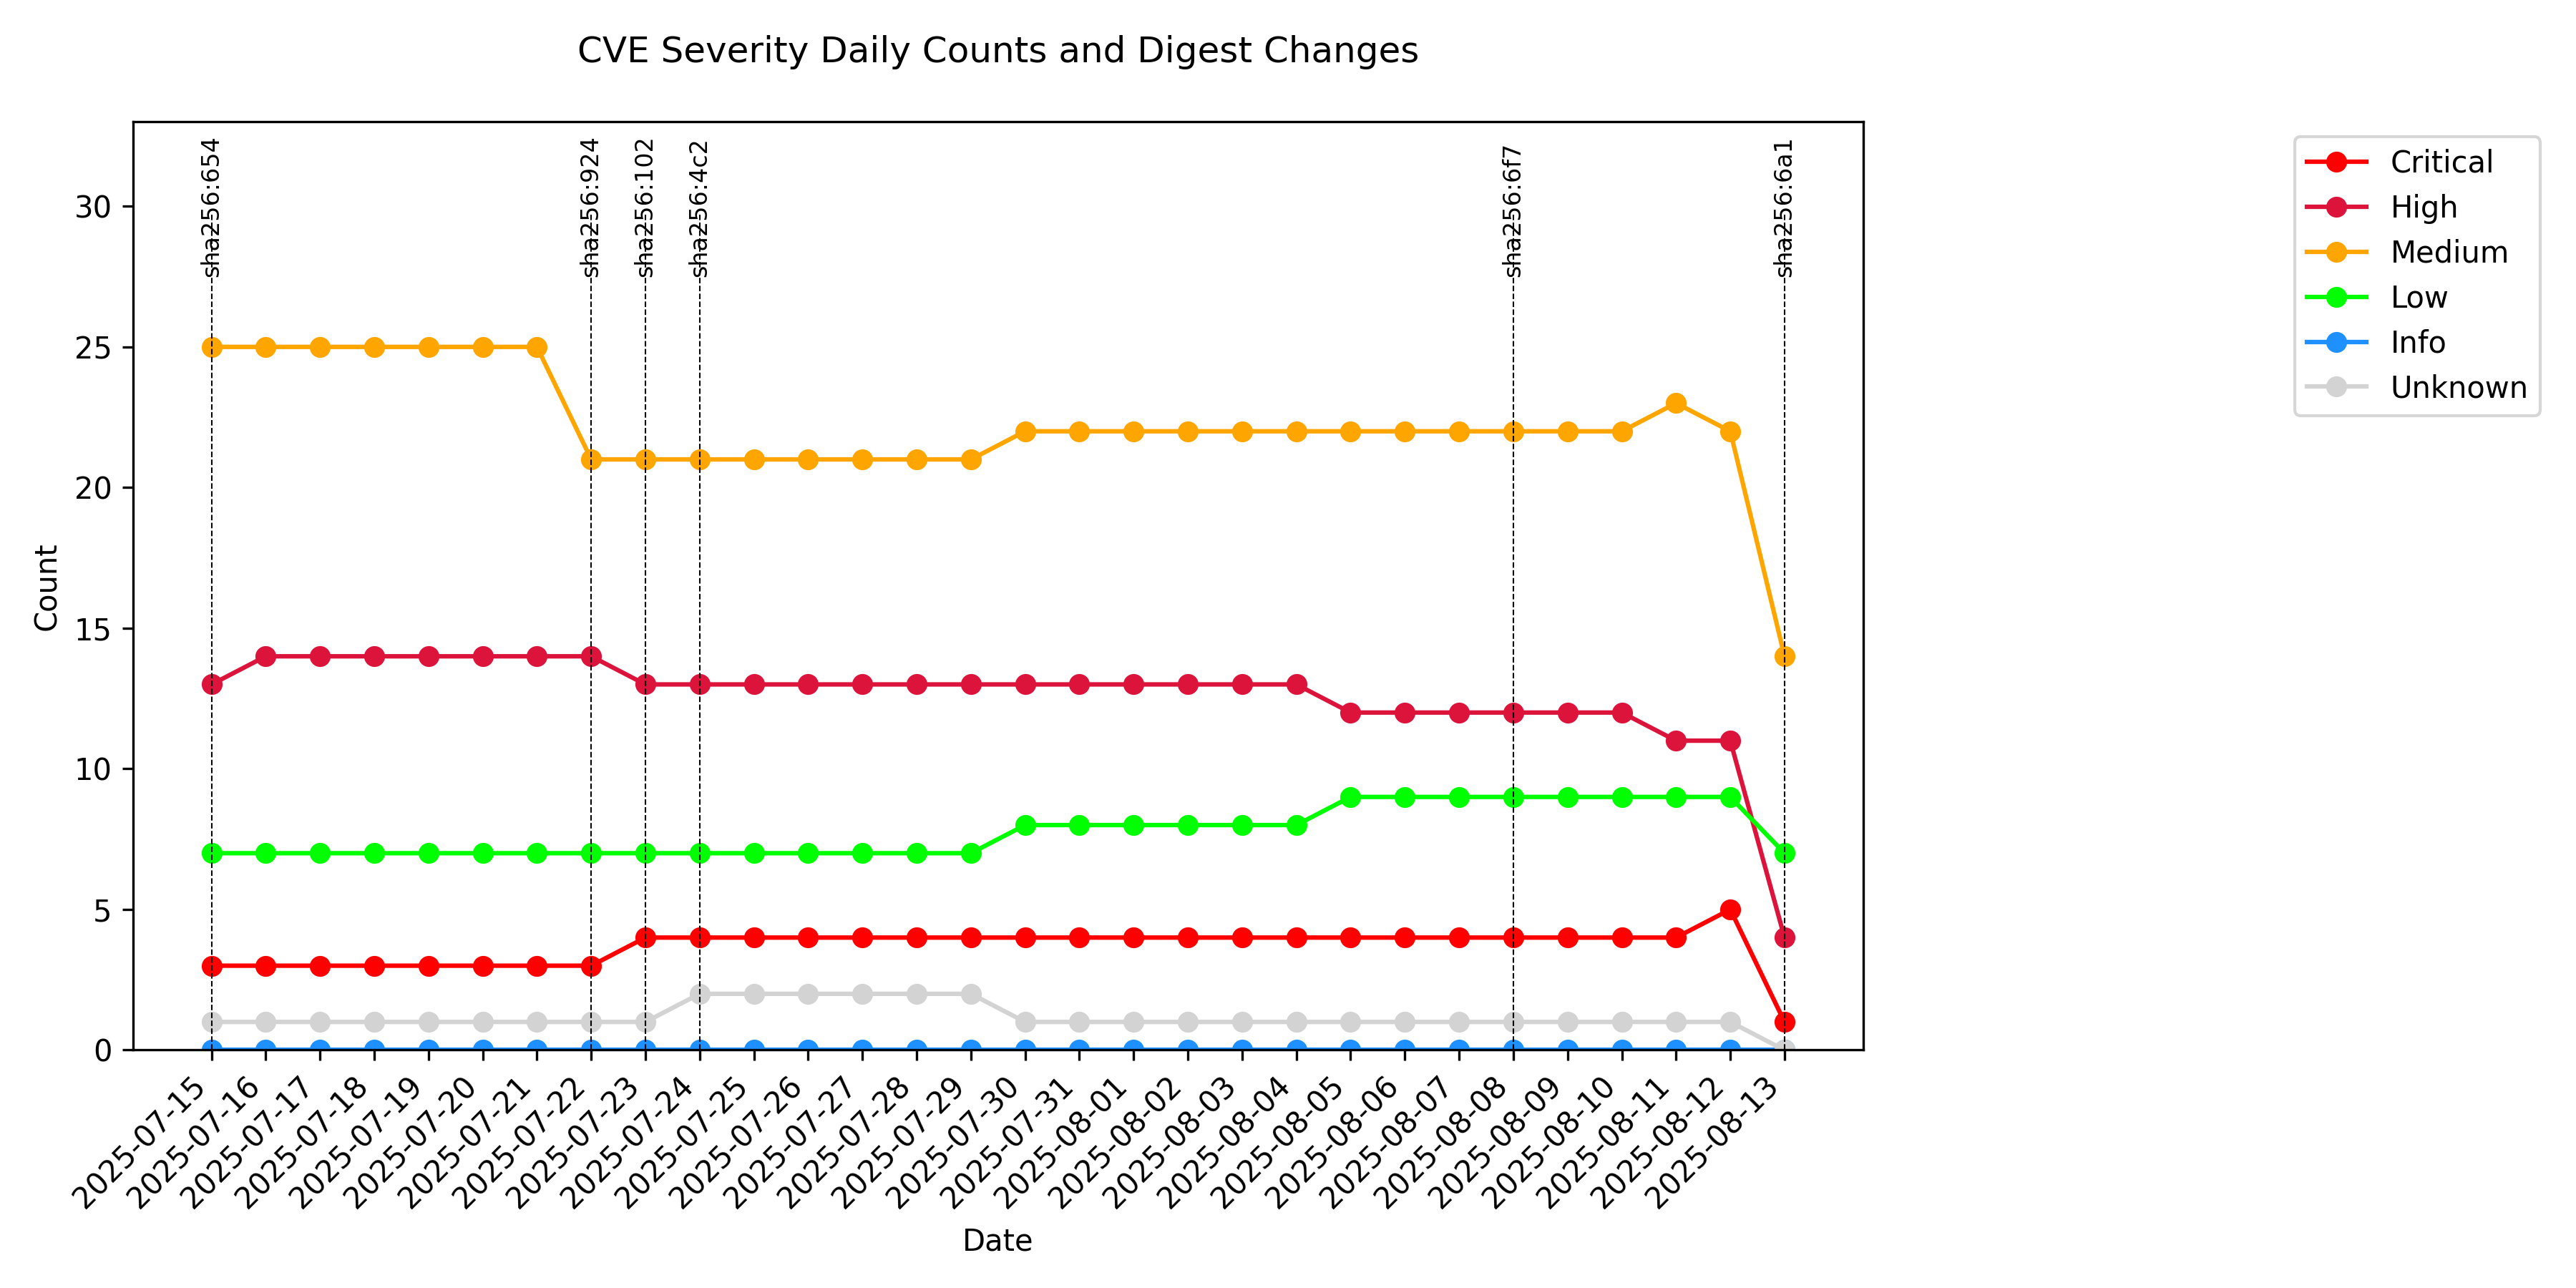 CVE Severity Daily Counts and Digest Changes
sha256:654
sha256:924
sha256:102
sha256:4c2
sha256:6f7
sha256:6a1
Critical
High
Medium
Low
Info
Unknown
Count
30
25
20
15
10
5
0
2025-07-15
2025-07-16
2025-07-17
2025-07-18
2025-07-19
2025-07-20
2025-07-21
2025-07-22
2025-07-23
2025-07-24
2025-07-25
2025-07-26
2025-07-27
2025-07-28
2025-07-29
2025-07-30
2025-07-31
2025-08-01
2025-08-02
2025-08-03
2025-08-04
2025-08-05
2025-08-06
2025-08-07
2025-08-08
2025-08-09
2025-08-10
2025-08-11
2025-08-12
2025-08-13
Date